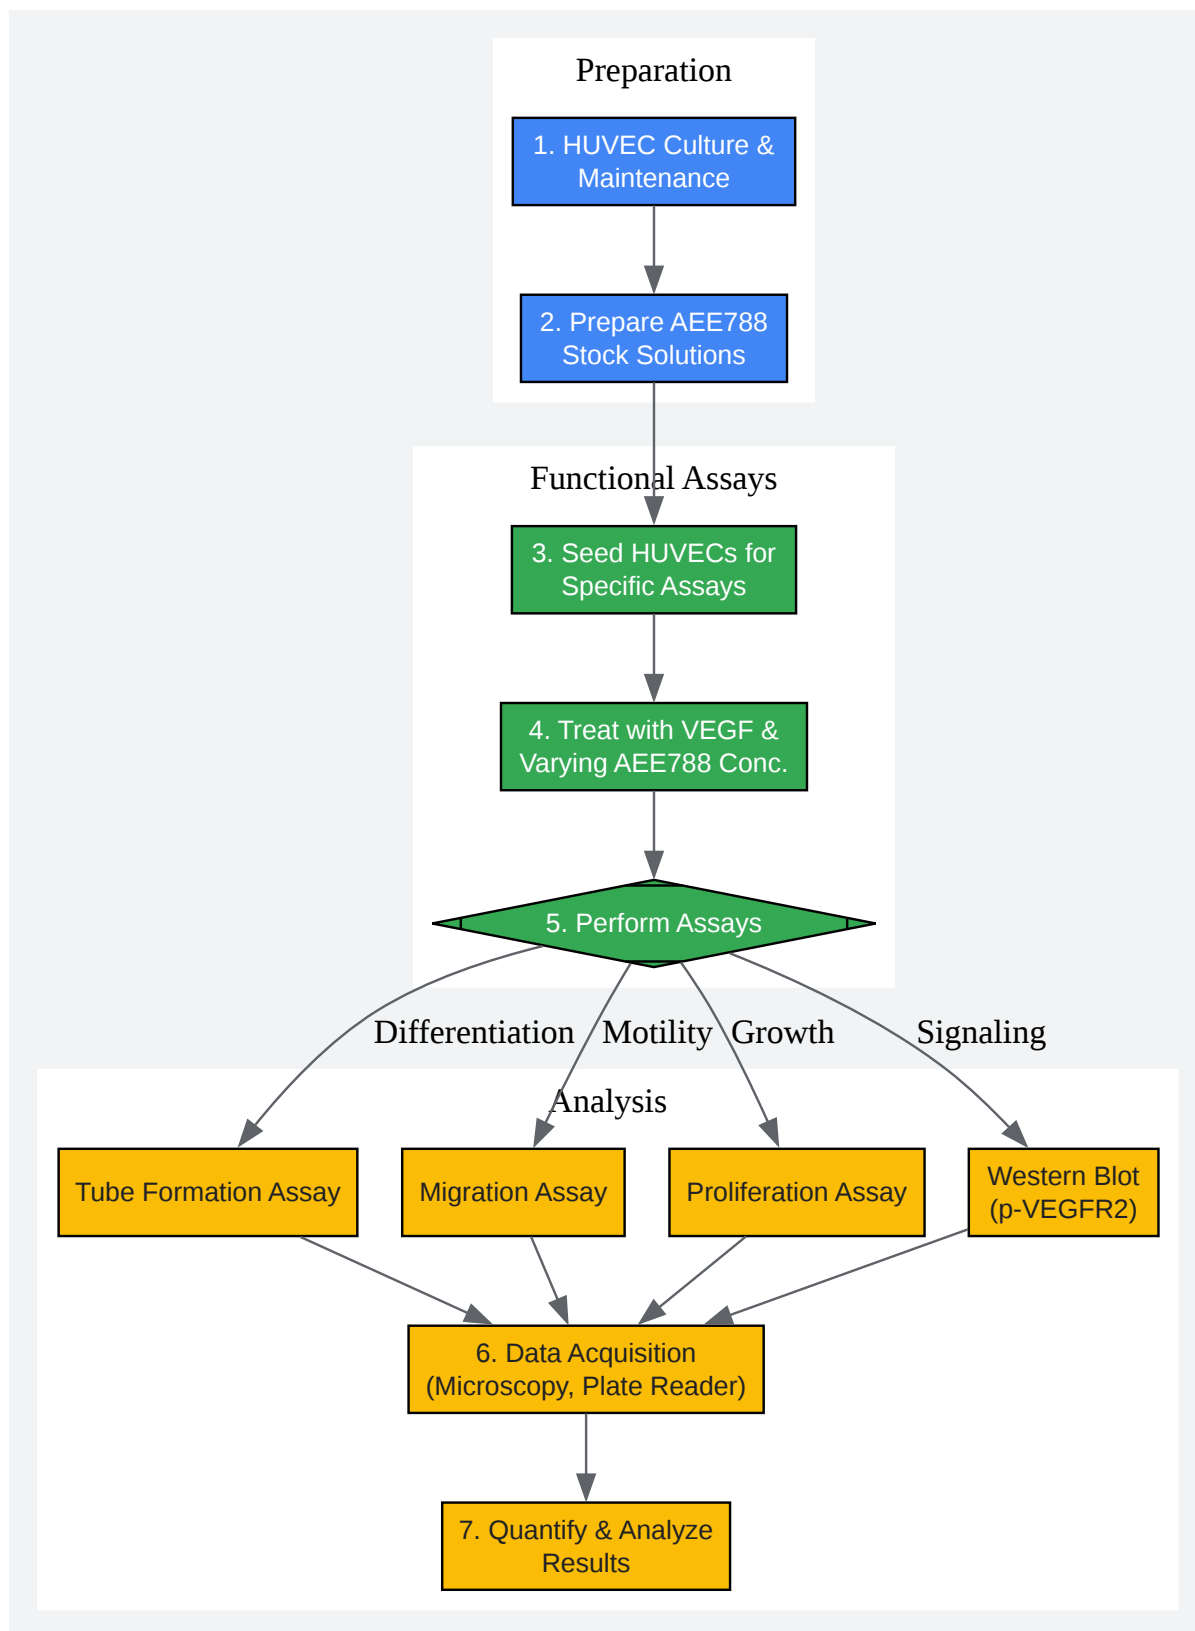 Preparation
1. HUVEC Culture &
Maintenance
2. Prepare AEE788
Stock Solutions
Functional Assays
3. Seed HUVECs for
Specific Assays
4. Treat with VEGF &
Varying AEE788 Conc.
5. Perform Assays
Differentiation
Motility
Growth
Signaling
Analysis
Tube Formation Assay
Migration Assay
Proliferation Assay
Western Blot
(p-VEGFR2)
6. Data Acquisition
(Microscopy, Plate Reader)
7. Quantify & Analyze
Results